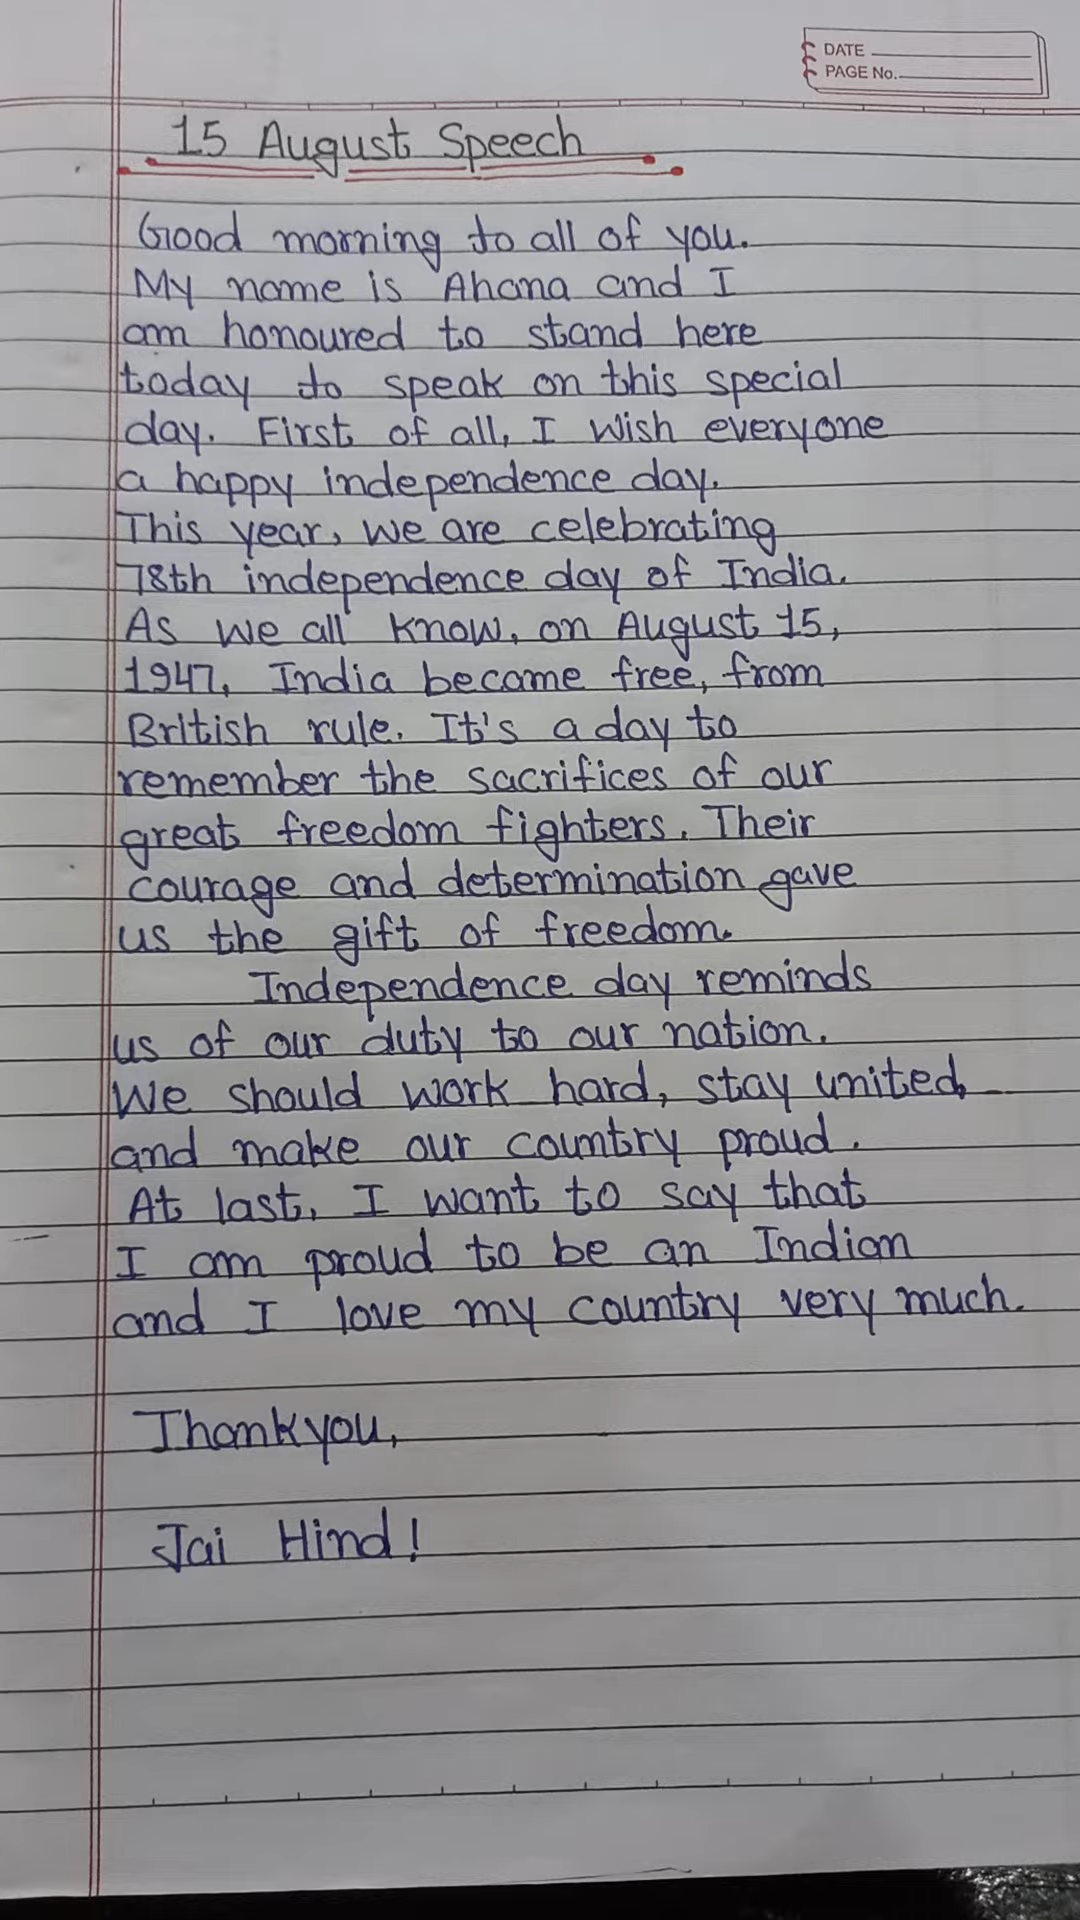 DATE
PAGE No.
15 August Speech
Good morning to all of you.
My name is Ahana and I
am honoured to stand here
today to speak on this special
day. First of all, I wish everyone
a happy independence day.
This year, we are celebrating
78th independence day of India.
As we all know, on August 15,
1947, India became free, from
British rule. It's a day to
remember the sacrifices of our
great freedom fighters. Their
courage and determination gave
us the gift of freedom.
Independence day reminds
us of our duty to our nation.
We should work hard, stay united,
and make our country proud.
At last, I want to say that
I am proud to be an Indian
and I love my country very much.
Thankyou,
Jai Hind!